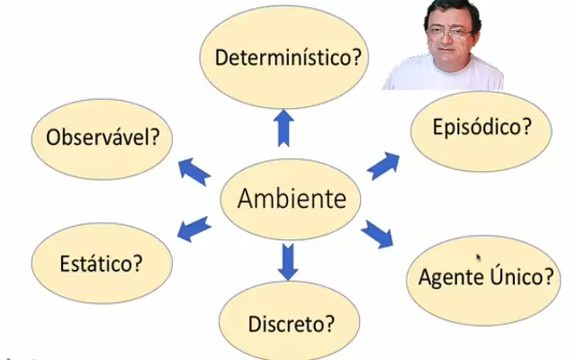 Determinístico?
Observável?
Episódico?
Ambiente
Estático?
Agente Único?
Discreto?